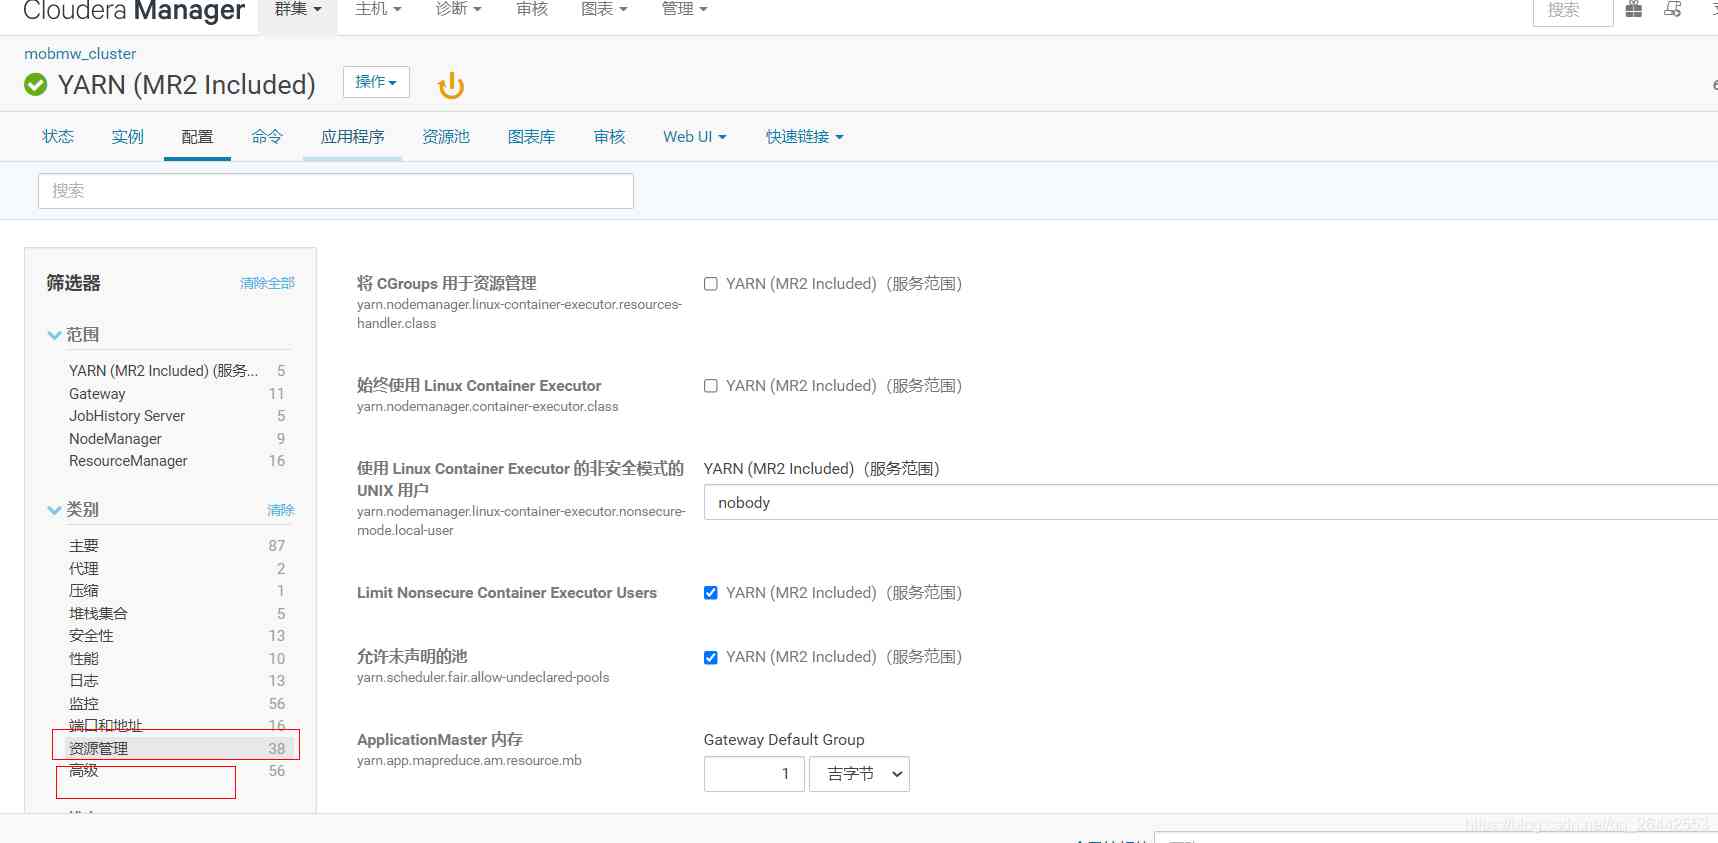 Cloudera Manager 群集 主机 诊断 审核 图表 管理 搜索
mobmw_cluster
YARN (MR2 Included) 操作
状态 实例 配置 命令 应用程序 资源池 图表库 审核 Web UI 快速链接
搜索
筛选器 清除全部
范围
YARN (MR2 Included) (服务... 5
Gateway 11
JobHistory Server 5
NodeManager 9
ResourceManager 16
类别 清除
主要 87
代理 2
压缩 1
堆栈集合 5
安全性 13
性能 10
日志 13
监控 56
端口和地址 16
资源管理 38
高级 56
将 CGroups 用于资源管理
yarn.nodemanager.linux-container-executor.resources-
handler.class
YARN (MR2 Included)（服务范围）
始终使用 Linux Container Executor
yarn.nodemanager.container-executor.class
YARN (MR2 Included)（服务范围）
使用 Linux Container Executor 的非安全模式的
UNIX 用户
yarn.nodemanager.linux-container-executor.nonsecure-
mode.local-user
YARN (MR2 Included)（服务范围）
nobody
Limit Nonsecure Container Executor Users
YARN (MR2 Included)（服务范围）
允许未声明的池
yarn.scheduler.fair.allow-undeclared-pools
YARN (MR2 Included)（服务范围）
ApplicationMaster 内存
yarn.app.mapreduce.am.resource.mb
Gateway Default Group
1 吉字节
https://blog.csdn.net/qq_26442553